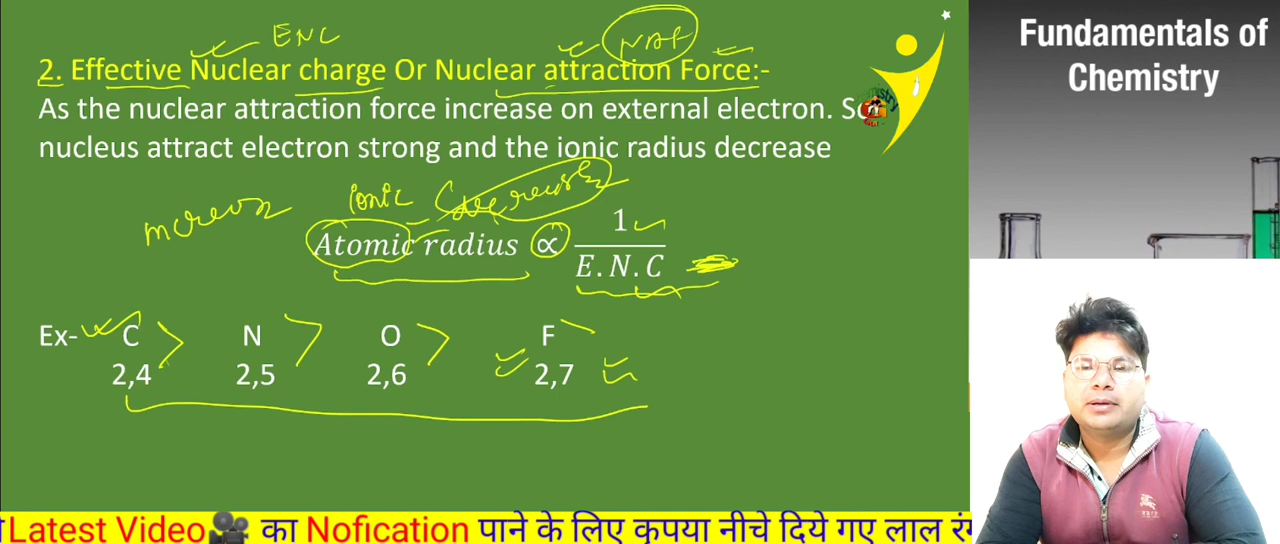 ENC
NAF
2. Effective Nuclear charge Or Nuclear attraction Force:-
As the nuclear attraction force increase on external electron. So
nucleus attract electron strong and the ionic radius decrease
ionic
Atomic radius ∝ 1
E.N.C
Ex- C > N > O > F
2,4 2,5 2,6 2,7
Fundamentals of
Chemistry
Latest Video का Nofication पाने के लिए कृपया नीचे दिये गए लाल रं